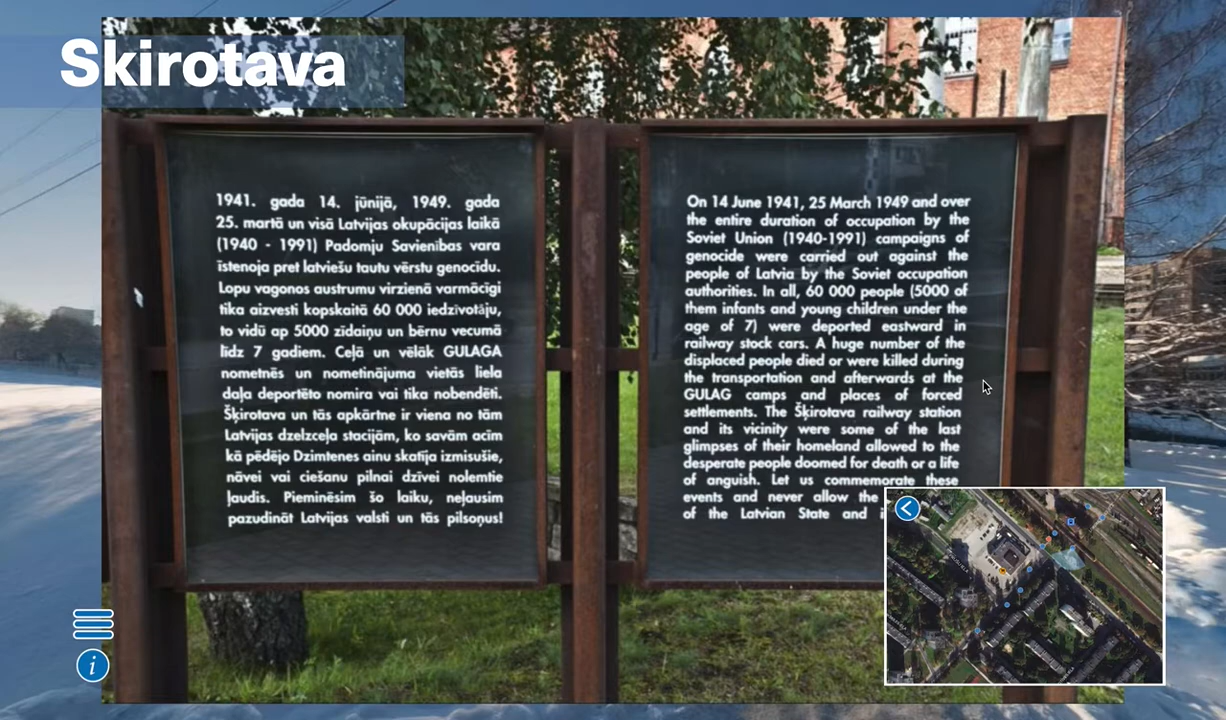 Skirotava
1941. gada 14. jūnijā, 1949. gada
25. martā un visā Latvijas okupācijas laikā
(1940 - 1991) Padomju Savienības vara
īstenoja pret latviešu tautu vērstu genocīdu.
Lopu vagonos austrumu virzienā varmācīgi
tika aizvesti kopskaitā 60 000 iedzīvotāju,
to vidū ap 5000 zīdaiņu un bērnu vecumā
līdz 7 gadiem. Ceļā un vēlāk GULAGA
nometnēs un nometinājuma vietās liela
daļa deportēto nomira vai tika nobendēti.
Šķirotava un tās apkārtne ir viena no tām
Latvijas dzelzceļa stacijām, ko savām acīm
kā pēdējo Dzimtenes ainu skatīja izmisušie,
nāvei vai ciešanu pilnai dzīvei nolemtie
ļaudis. Pieminēsim šo laiku, neļausim
pazudināt Latvijas valsti un tās pilsoņus!
On 14 June 1941, 25 March 1949 and over
the entire duration of occupation by the
Soviet Union (1940-1991) campaigns of
genocide were carried out against the
people of Latvia by the Soviet occupation
authorities. In all, 60 000 people (5000 of
them infants and young children under the
age of 7) were deported eastward in
railway stock cars. A huge number of the
displaced people died or were killed during
the transportation and afterwards at the
GULAG camps and places of forced
settlements. The Šķirotava railway station
and its vicinity were some of the last
glimpses of their homeland allowed to the
desperate people doomed for death or a life
of anguish. Let us commemorate these
events and never allow the
of the Latvian State and
i